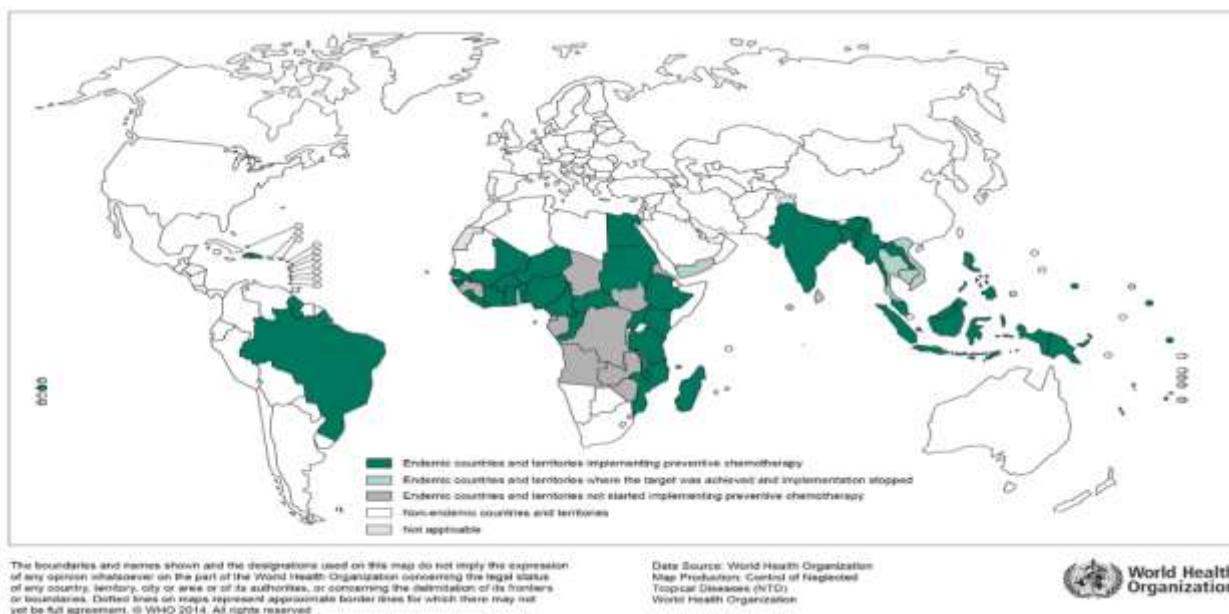 Endemic countries and territories implementing preventive chemotherapy
Endemic countries and territories where the target was achieved and implementation stopped
Endemic countries and territories not started implementing preventive chemotherapy
Non-endemic countries and territories
Not applicable
The boundaries and names shown and the designations used on this map do not imply the expression
of any opinion whatsoever on the part of the World Health Organization concerning the legal status
of any country, territory, city or area or of its authorities, or concerning the delimitation of its frontiers
or boundaries. Dotted lines on maps represent approximate border lines for which there may not
yet be full agreement. © WHO 2014. All rights reserved
Data Source: World Health Organization
Map Production: Control of Neglected
Tropical Diseases (NTD)
World Health Organization
World Health
Organization